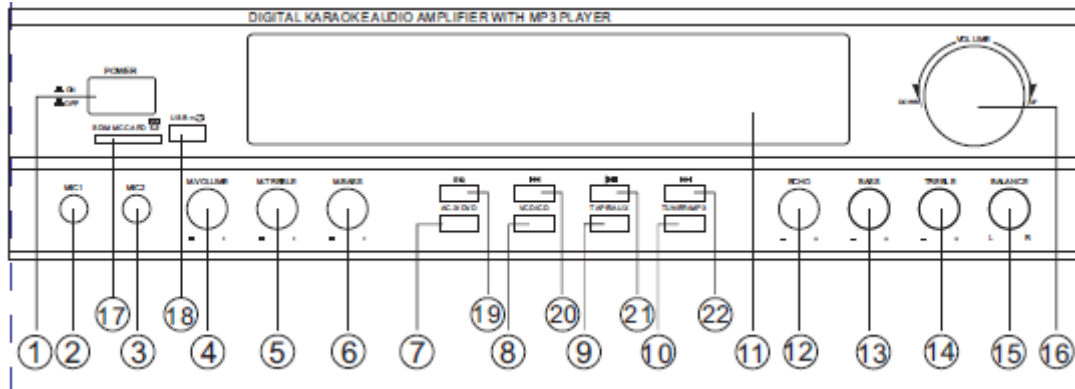 DIGITAL KARAOKE AUDIO AMPLIFIER WITH MP3 PLAYER
VOLUME
POWER
ON
OFF
DOWN
UP
SD/MMC CARD
USB
MIC1
MIC2
M.VOLUME
M.TREBLE
M.BASS
EQ
AC-3/DVD
VCD/CD
TAPE/AUX
TUNER/MP3
ECHO
BASS
TREBLE
BALANCE
- +
- +
- +
- +
- +
- +
L R
17
18
19
20
21
22
1
2
3
4
5
6
7
8
9
10
11
12
13
14
15
16